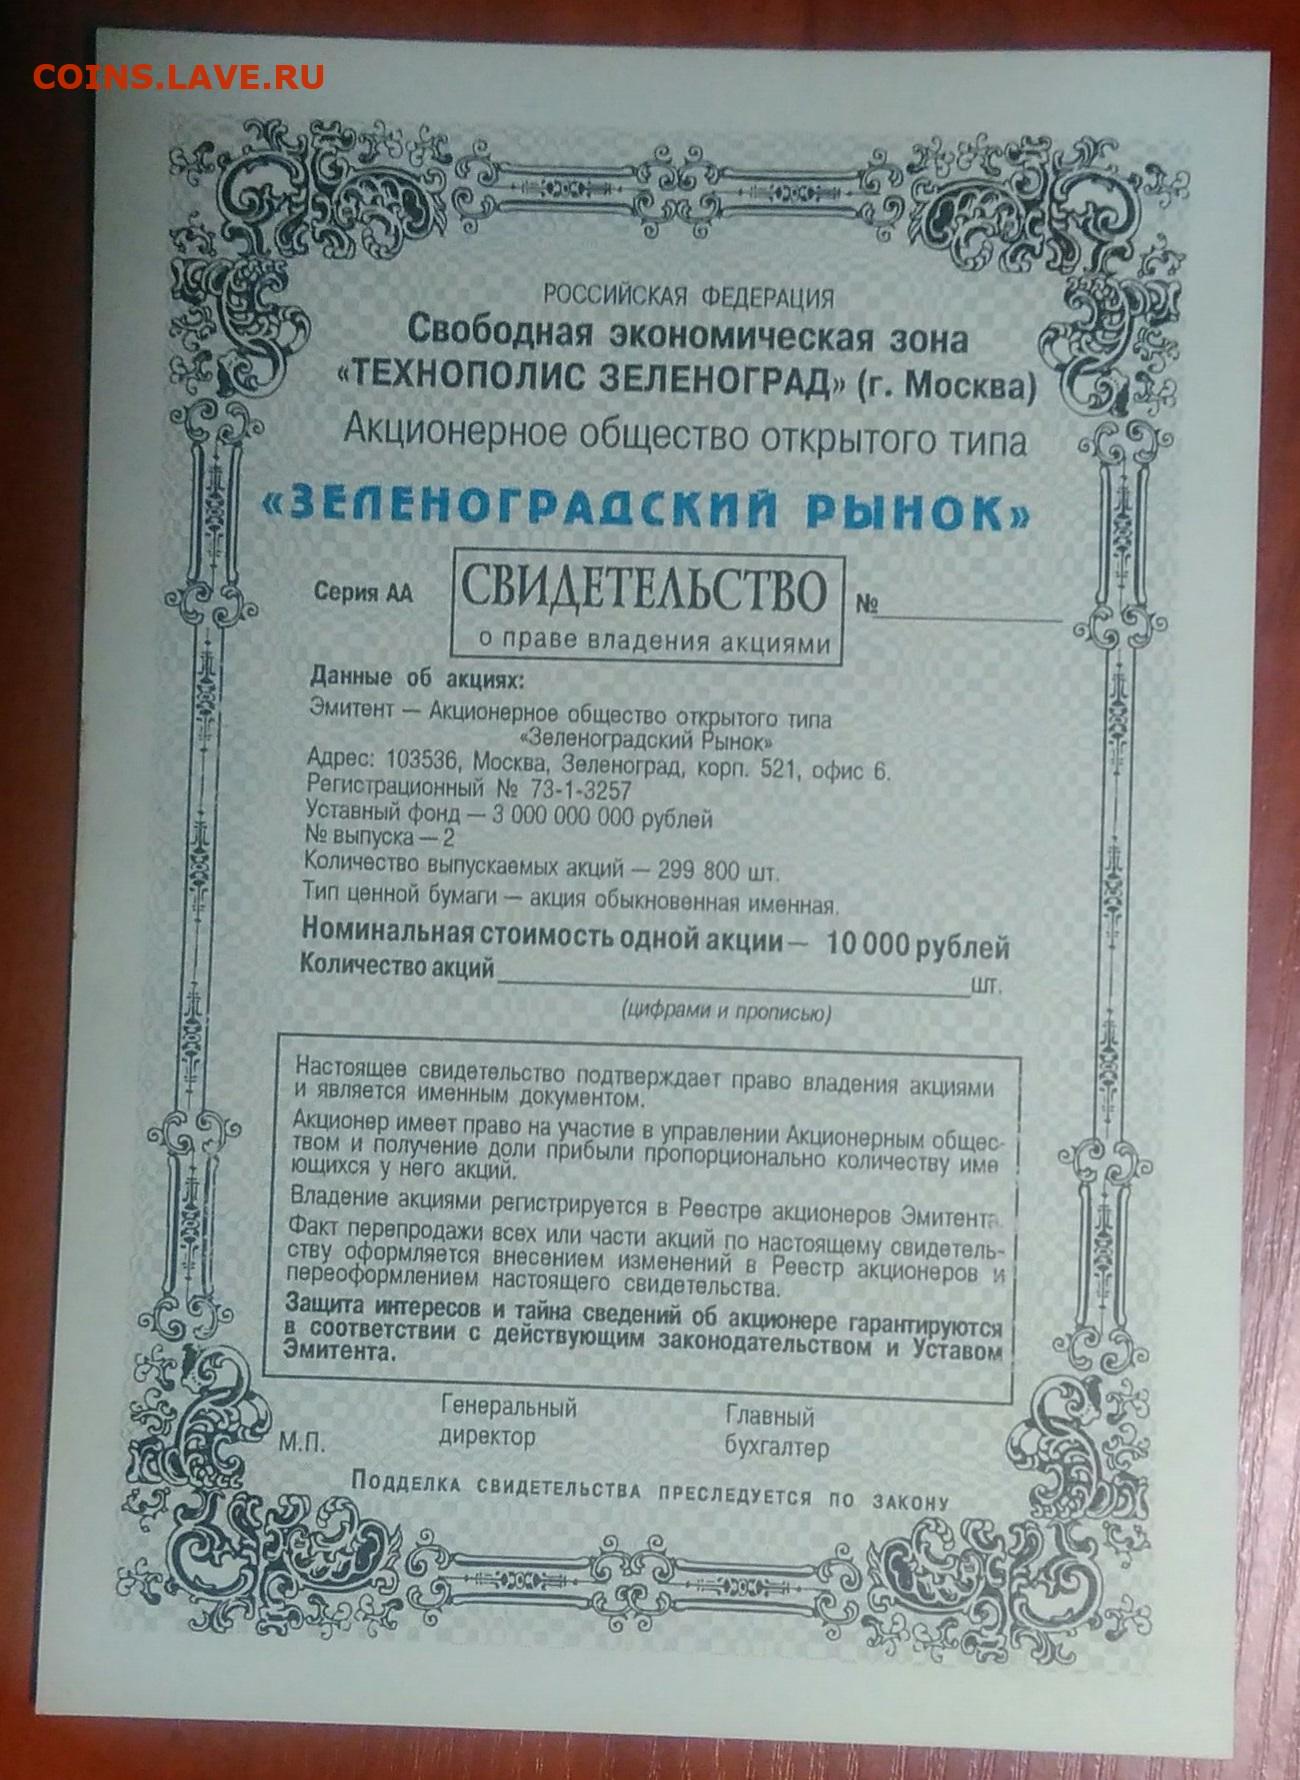 COINS.LAVE.RU
РОССИЙСКАЯ ФЕДЕРАЦИЯ
Свободная экономическая зона
«ТЕХНОПОЛИС ЗЕЛЕНОГРАД» (г. Москва)
Акционерное общество открытого типа
«ЗЕЛЕНОГРАДСКИЙ РЫНОК»
Серия АА СВИДЕТЕЛЬСТВО №
о праве владения акциями
Данные об акциях:
Эмитент — Акционерное общество открытого типа
«Зеленоградский Рынок»
Адрес: 103536, Москва, Зеленоград, корп. 521, офис 6.
Регистрационный № 73-1-3257
Уставный фонд — 3 000 000 000 рублей
№ выпуска — 2
Количество выпускаемых акций — 299 800 шт.
Тип ценной бумаги — акция обыкновенная именная.
Номинальная стоимость одной акции — 10 000 рублей
Количество акций шт.
(цифрами и прописью)
Настоящее свидетельство подтверждает право владения акциями
и является именным документом.
Акционер имеет право на участие в управлении Акционерным общес-
твом и получение доли прибыли пропорционально количеству име
ющихся у него акций.
Владение акциями регистрируется в Реестре акционеров Эмитента.
Факт перепродажи всех или части акций по настоящему свидетель-
ству оформляется внесением изменений в Реестр акционеров и
переоформлением настоящего свидетельства.
Защита интересов и тайна сведений об акционере гарантируются
в соответствии с действующим законодательством и Уставом
Эмитента.
Генеральный Главный
М.П. директор бухгалтер
Подделка свидетельства преследуется по закону